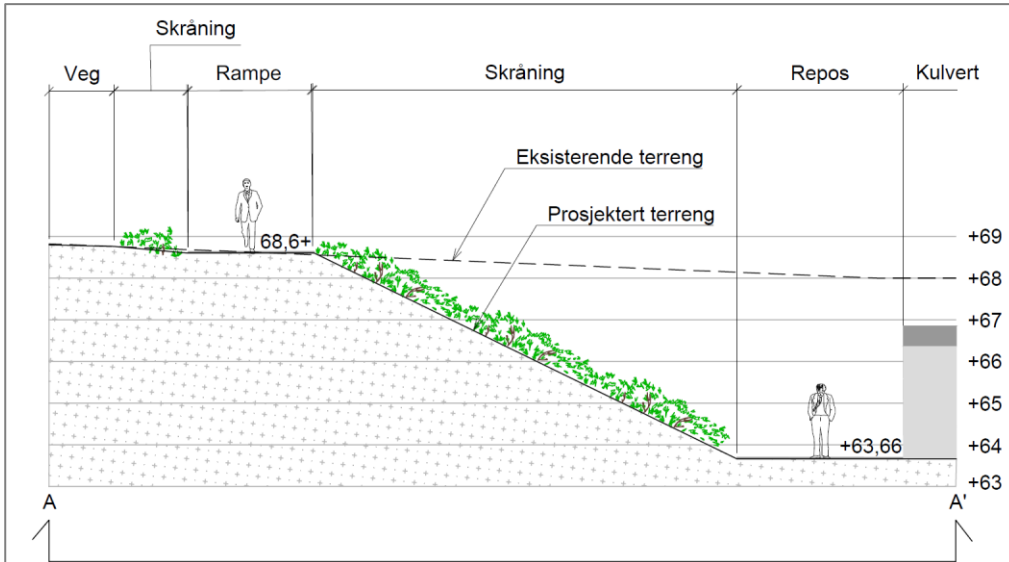 Skråning
Veg
Rampe
Skråning
Repos
Kulvert
Eksisterende terreng
Prosjektert terreng
68,6+
+69
+68
+67
+66
+65
+63,66
+64
+63
A
A'